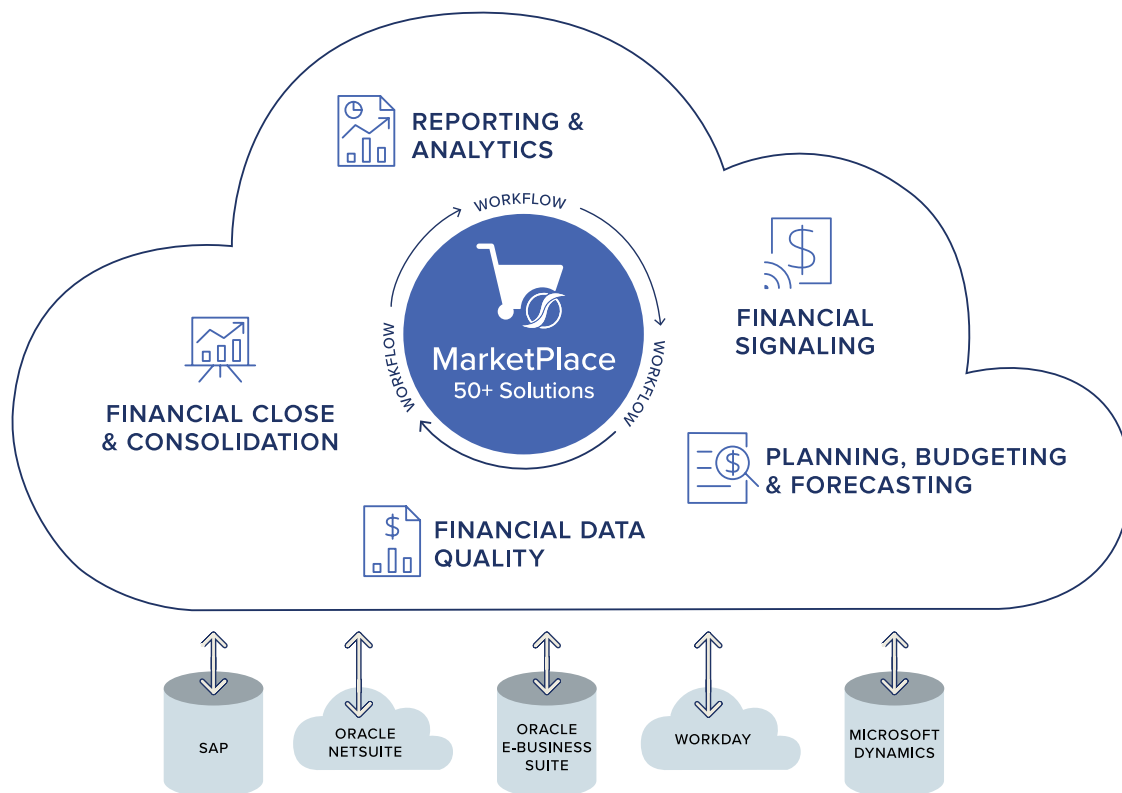 REPORTING &
ANALYTICS
WORKFLOW
WORKFLOW
WORKFLOW
MarketPlace
50+ Solutions
FINANCIAL
SIGNALING
FINANCIAL CLOSE
& CONSOLIDATION
PLANNING, BUDGETING
& FORECASTING
$
$
$
FINANCIAL DATA
QUALITY
SAP
ORACLE
NETSUITE
ORACLE
E-BUSINESS
SUITE
WORKDAY
MICROSOFT
DYNAMICS